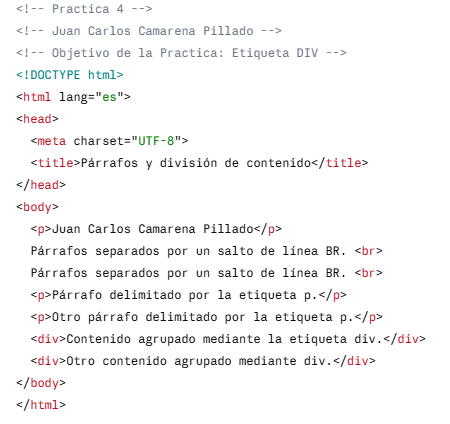 <!-- Practica 4 -->
<!-- Juan Carlos Camarena Pillado -->
<!-- Objetivo de la Practica: Etiqueta DIV -->
<!DOCTYPE html>
<html lang="es">
<head>
  <meta charset="UTF-8">
  <title>Párrafos y división de contenido</title>
</head>
<body>
  <p>Juan Carlos Camarena Pillado</p>
  Párrafos separados por un salto de línea BR. <br>
  Párrafos separados por un salto de línea BR. <br>
  <p>Párrafo delimitado por la etiqueta p.</p>
  <p>Otro párrafo delimitado por la etiqueta p.</p>
  <div>Contenido agrupado mediante la etiqueta div.</div>
  <div>Otro contenido agrupado mediante div.</div>
</body>
</html>